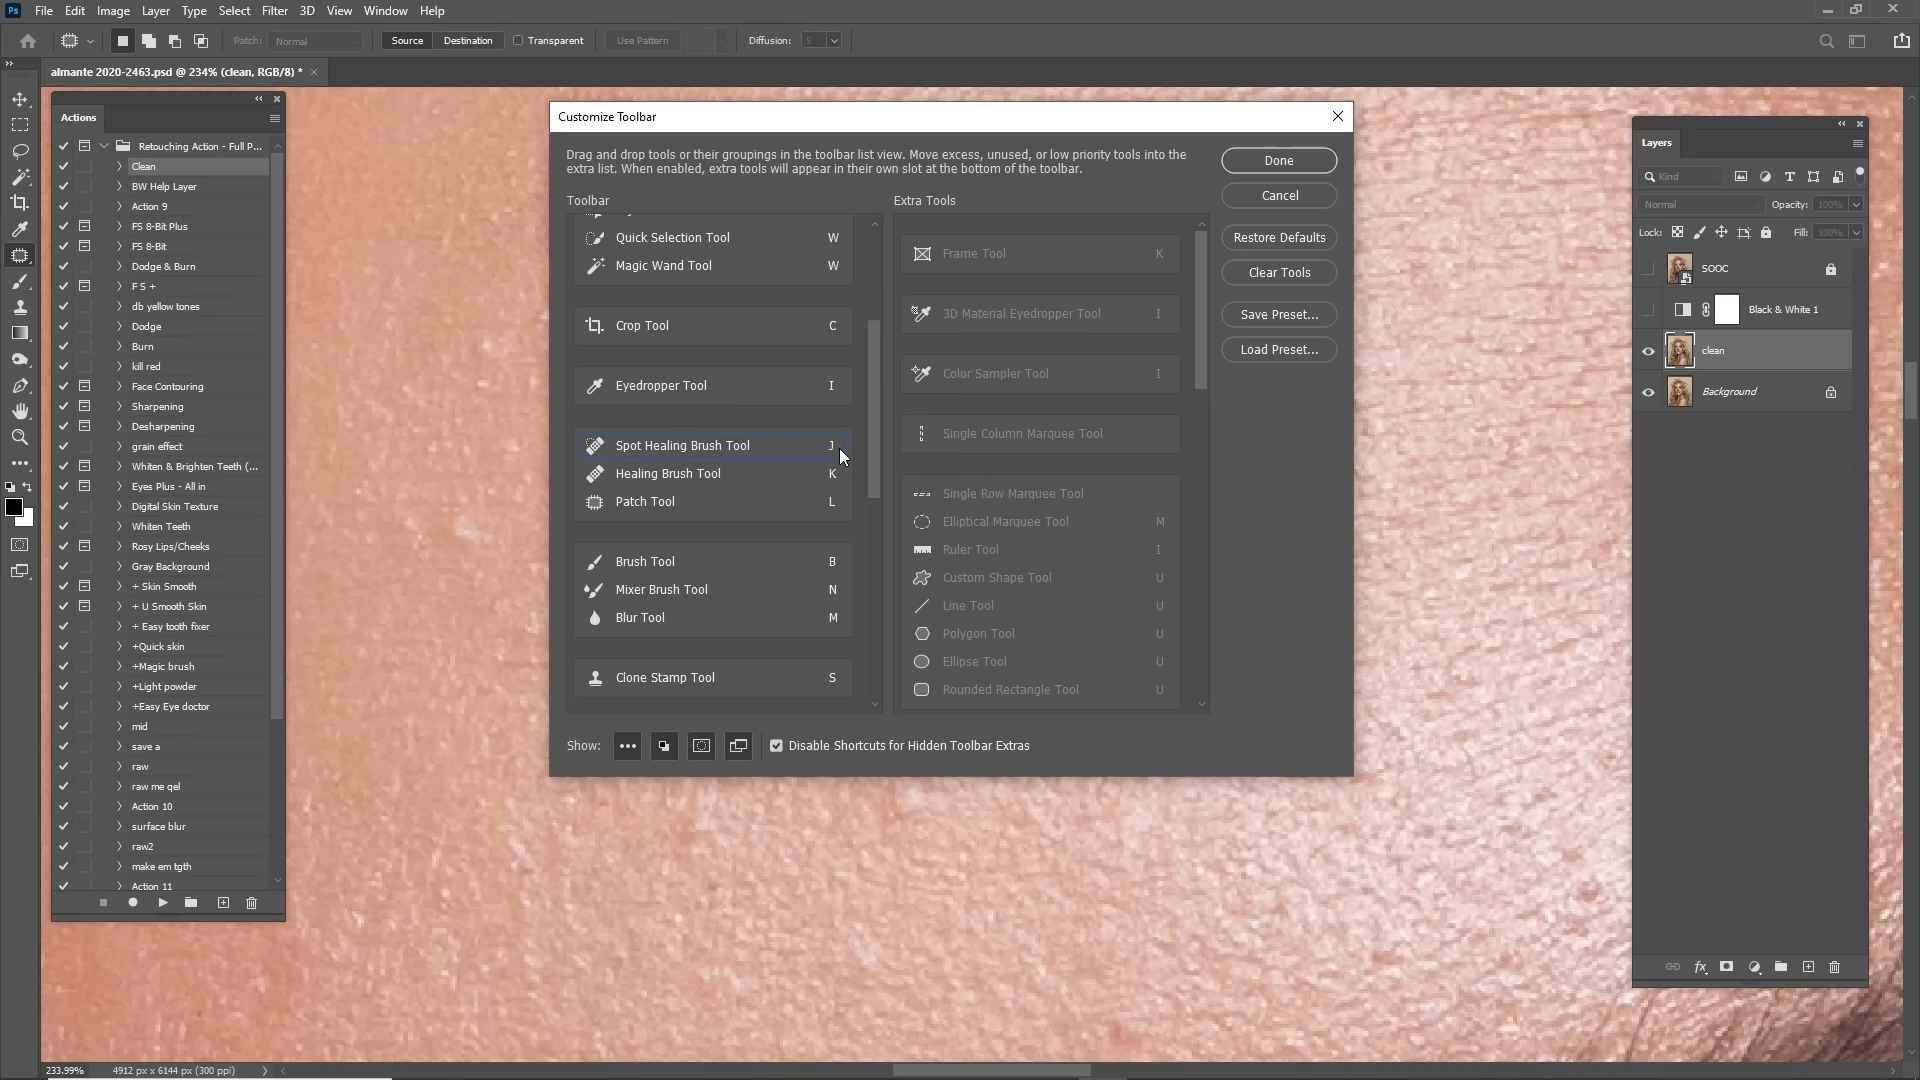 Ps File Edit Image Layer Type Select Filter 3D View Window Help
Patch: Normal Source Destination Transparent Use Pattern Diffusion: 5
almante 2020-2463.psd @ 234% (clean, RGB/8) * ×
Actions
Retouching Action - Full P...
Clean
BW Help Layer
Action 9
FS 8-Bit Plus
FS 8-Bit
Dodge & Burn
F S +
db yellow tones
Dodge
Burn
kill red
Face Contouring
Sharpening
Desharpening
grain effect
Whiten & Brighten Teeth (...
Eyes Plus - All in
Digital Skin Texture
Whiten Teeth
Rosy Lips/Cheeks
Gray Background
+ Skin Smooth
+ U Smooth Skin
+ Easy tooth fixer
+Quick skin
+Magic brush
+Light powder
+Easy Eye doctor
mid
save a
raw
raw me qel
Action 10
surface blur
raw2
make em tgth
Action 11
Customize Toolbar
Drag and drop tools or their groupings in the toolbar list view. Move excess, unused, or low priority tools into the
extra list. When enabled, extra tools will appear in their own slot at the bottom of the toolbar.
Toolbar
Quick Selection Tool W
Magic Wand Tool W
Crop Tool C
Eyedropper Tool I
Spot Healing Brush Tool J
Healing Brush Tool K
Patch Tool L
Brush Tool B
Mixer Brush Tool N
Blur Tool M
Clone Stamp Tool S
Extra Tools
Frame Tool K
3D Material Eyedropper Tool I
Color Sampler Tool I
Single Column Marquee Tool
Single Row Marquee Tool
Elliptical Marquee Tool M
Ruler Tool I
Custom Shape Tool U
Line Tool U
Polygon Tool U
Ellipse Tool U
Rounded Rectangle Tool U
Done
Cancel
Restore Defaults
Clear Tools
Save Preset...
Load Preset...
Show: Disable Shortcuts for Hidden Toolbar Extras
Layers
Kind
Normal Opacity: 100%
Lock: Fill: 100%
SOOC
Black & White 1
clean
Background
fx
233.99% 4912 px x 6144 px (300 ppi)